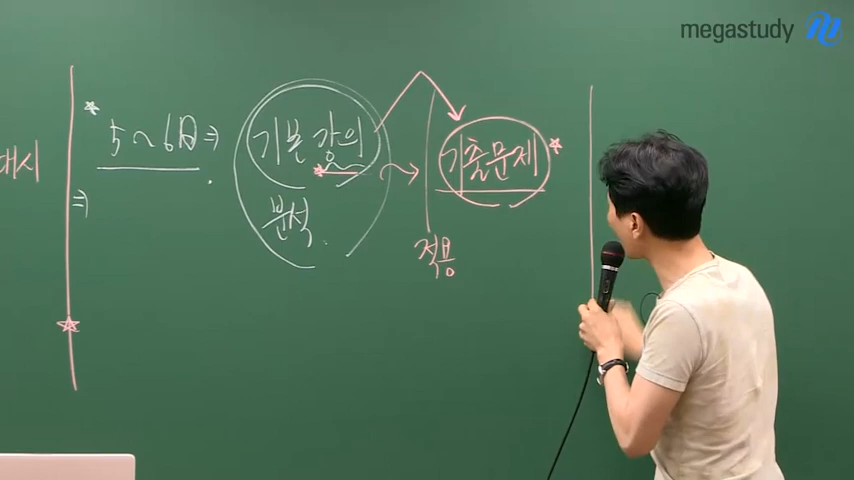 megastudy
대시
5~6月 ⇒
⇒
기본 강의
분석
기출문제
적용